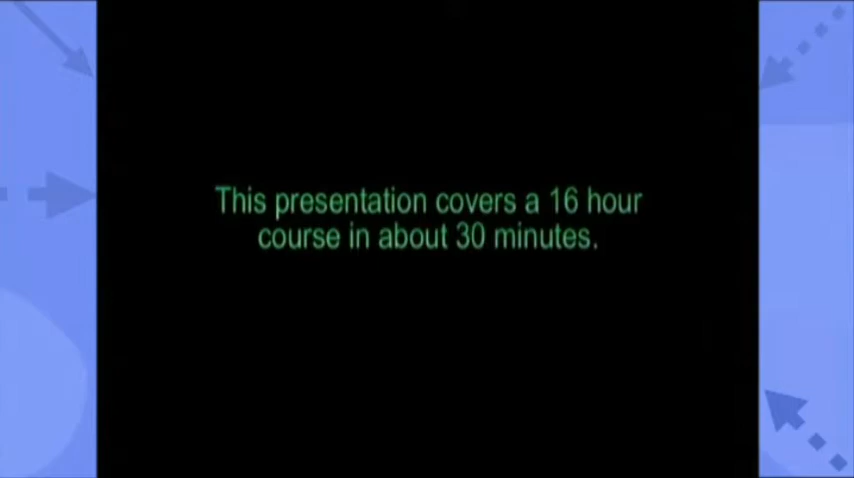 This presentation covers a 16 hour
course in about 30 minutes.